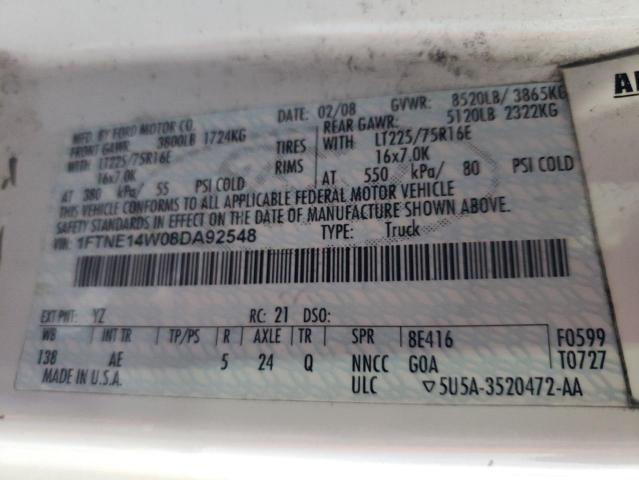 DATE: 02/08 GVWR: 8520LB/ 3865KG
MFD. BY FORD MOTOR CO.
FRONT GAWR: 3800LB 1724KG REAR GAWR: 5120LB 2322KG
WITH LT225/75R16E TIRES WITH LT225/75R16E
16x7.0K RIMS 16x7.0K
AT 380 kPa/ 55 PSI COLD AT 550 kPa/ 80 PSI COLD
THIS VEHICLE CONFORMS TO ALL APPLICABLE FEDERAL MOTOR VEHICLE
SAFETY STANDARDS IN EFFECT ON THE DATE OF MANUFACTURE SHOWN ABOVE.
VIN: 1FTNE14W08DA92548 TYPE: Truck
EXT PNT: YZ RC: 21 DSO:
WB INT TR TP/PS R AXLE TR SPR 8E416 F0599
138 AE 5 24 Q NNCC G0A T0727
MADE IN U.S.A. ULC ▽5U5A-3520472-AA